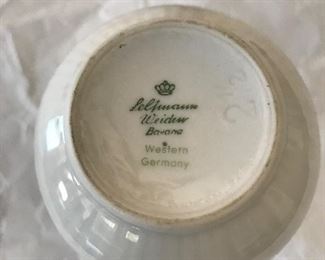 Seltmann
Weiden
Bavaria
Western
Germany